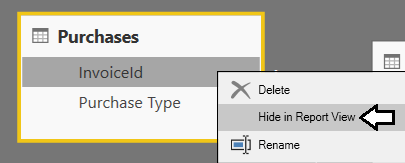 Purchases
InvoiceId
Purchase Type
Delete
Hide in Report View
Rename